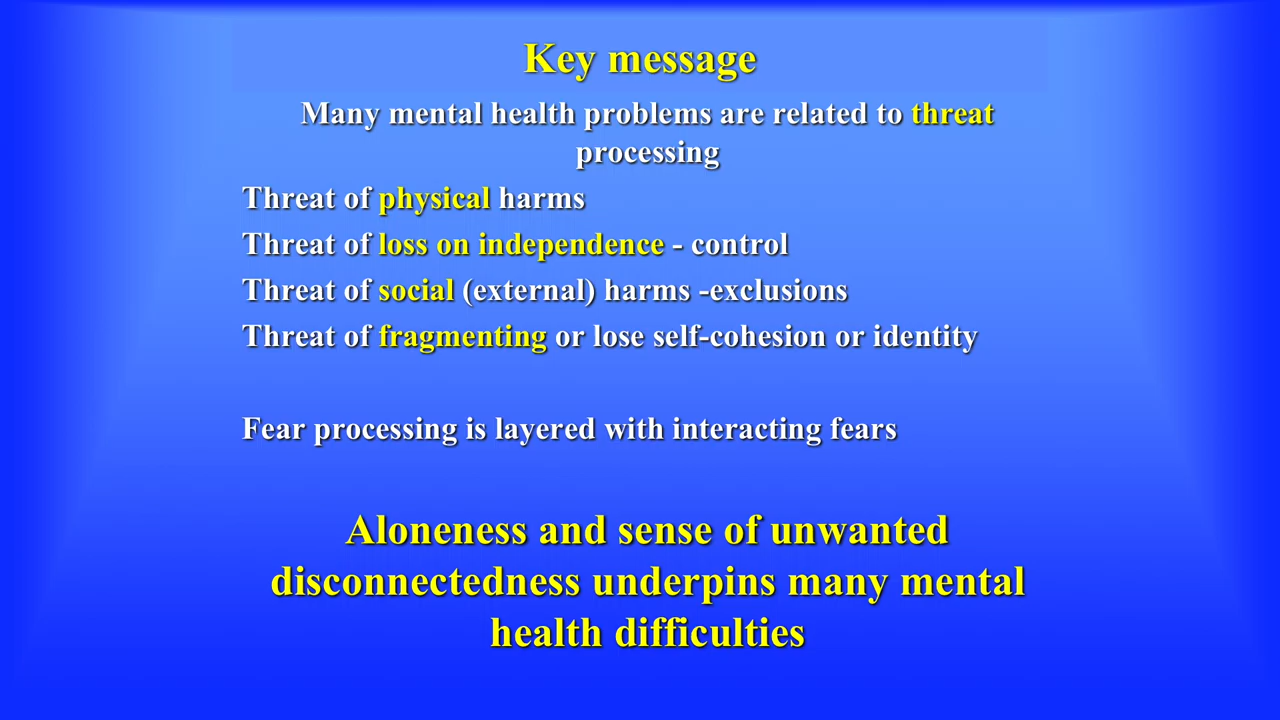 Key message
Many mental health problems are related to threat
processing
Threat of physical harms
Threat of loss on independence - control
Threat of social (external) harms -exclusions
Threat of fragmenting or lose self-cohesion or identity
Fear processing is layered with interacting fears
Aloneness and sense of unwanted
disconnectedness underpins many mental
health difficulties